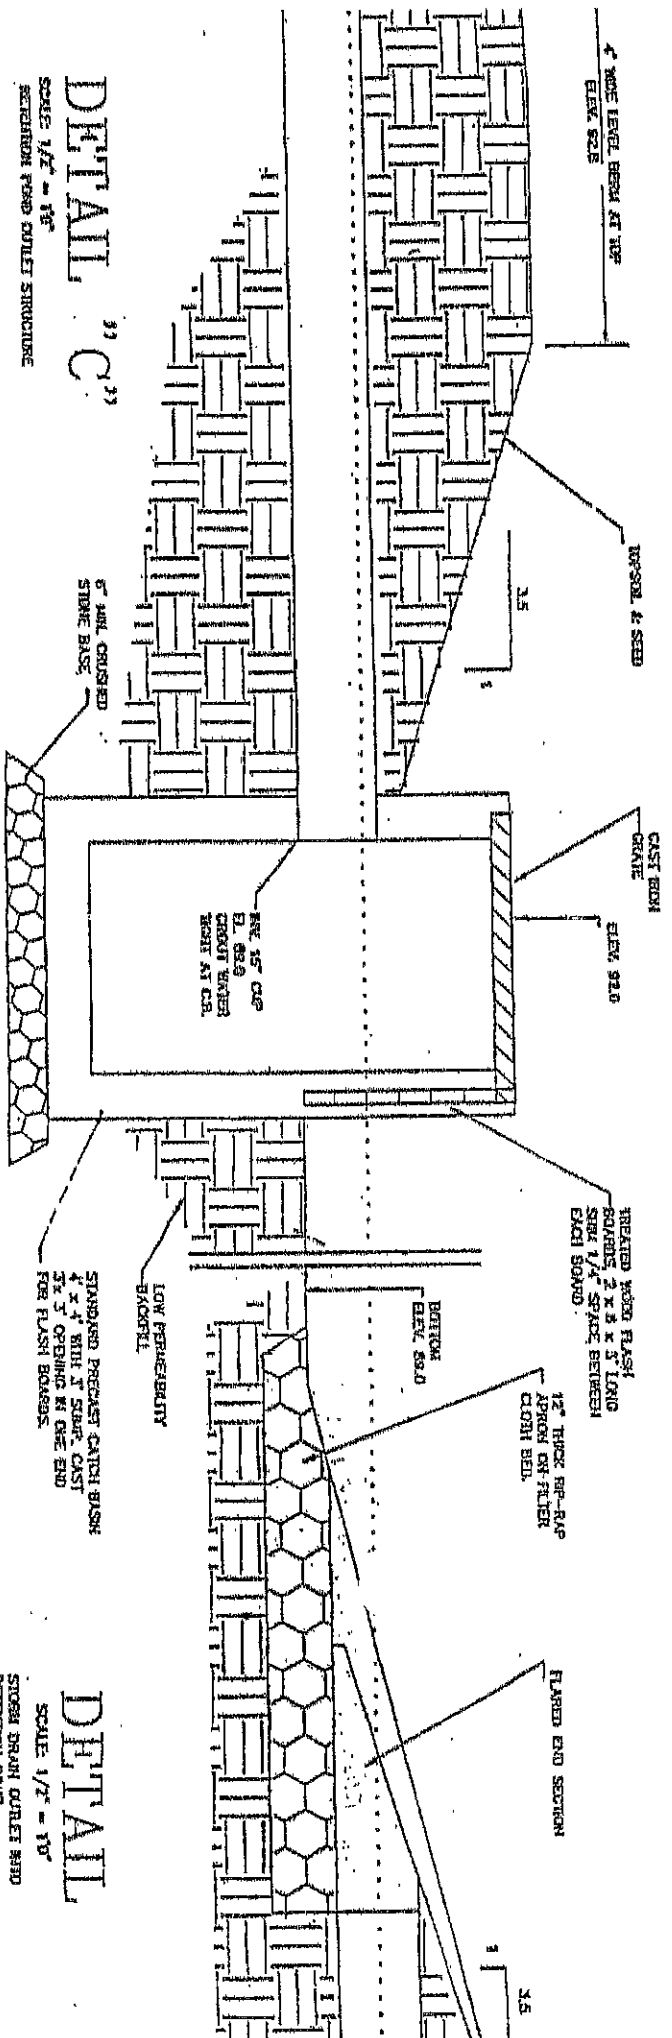 4" WIDE LEVEL BERM AT TOP
ELEV. 92.5
TOPSOIL & SEED
3.5
1
CAST IRON
GRATE
ELEV. 92.0
TREATED WOOD FLASH
BOARDS, 2 x 8 x 3' LONG
1/4" SPACE BETWEEN
EACH BOARD
12" THICK RIP-RAP
APRON ON FILTER
CLOTH BED.
FLARED END SECTION
1
3.5
INV. 15" CMP
EL.
GROUT WATER
TIGHT AT C.B.
BOTTOM
ELEV. 89.0
LOW PERMEABILITY
BACKFILL
6" MIN. CRUSHED
STONE BASE
STANDARD PRECAST CATCH BASIN
4' x 4' WITH 3' SUMP. CAST
3' x 3' OPENING IN ONE END
FOR FLASH BOARDS.
DETAIL "C"
SCALE: 1/2" = 1'0"
POND OUTLET STRUCTURE
DETAIL
SCALE: 1/2" = 1'0"
STORM DRAIN OUTLET INTO